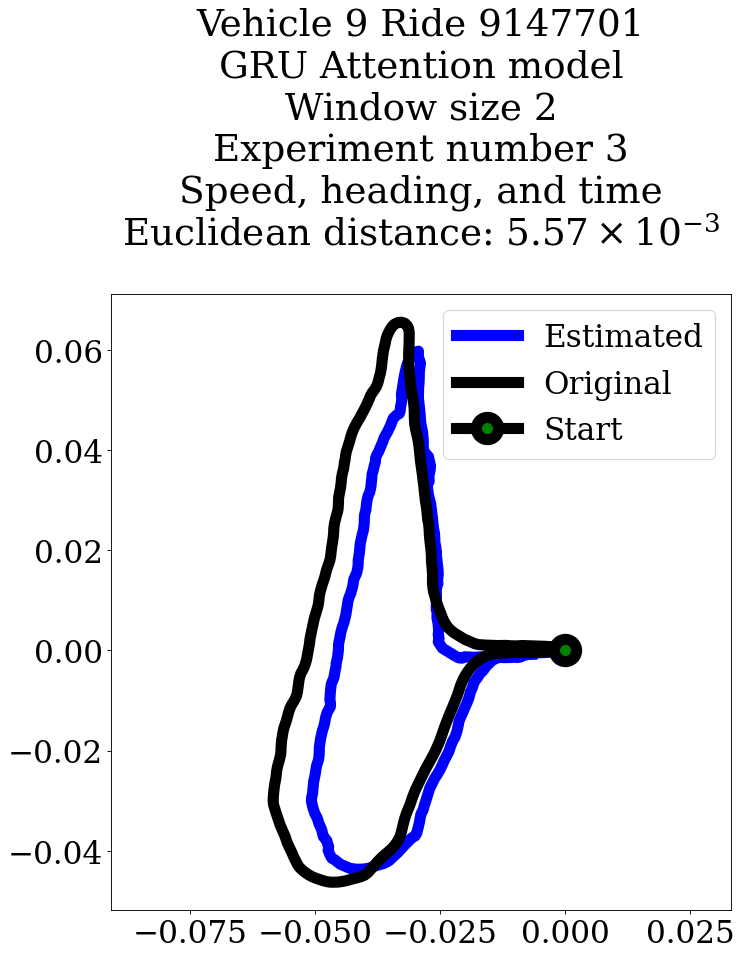 Vehicle 9 Ride 9147701
GRU Attention model
Window size 2
Experiment number 3
Speed, heading, and time
Euclidean distance: 5.57 × 10⁻³
Estimated
Original
Start
0.06
0.04
0.02
0.00
−0.02
−0.04
−0.075 −0.050 −0.025 0.000 0.025